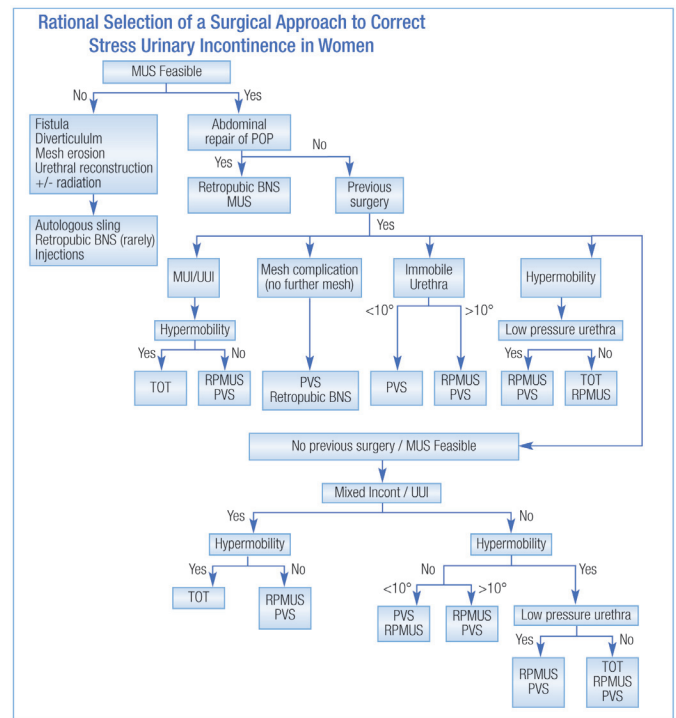 Rational Selection of a Surgical Approach to Correct
Stress Urinary Incontinence in Women
MUS Feasible
No
Yes
Fistula
Diverticululm
Mesh erosion
Urethral reconstruction
+/- radiation
Abdominal
repair of POP
Yes
No
Retropubic BNS
MUS
Previous
surgery
Autologous sling
Retropubic BNS (rarely)
Injections
Yes
MUI/UUI
Mesh complication
(no further mesh)
Immobile
Urethra
Hypermobility
<10°
>10°
Hypermobility
Low pressure urethra
Yes
No
Yes
No
TOT
RPMUS
PVS
PVS
Retropubic BNS
PVS
RPMUS
PVS
RPMUS
PVS
TOT
RPMUS
No previous surgery / MUS Feasible
Mixed Incont / UUI
Yes
No
Hypermobility
Hypermobility
Yes
No
No
Yes
<10°
>10°
TOT
RPMUS
PVS
PVS
RPMUS
RPMUS
PVS
Low pressure urethra
Yes
No
RPMUS
PVS
TOT
RPMUS
PVS